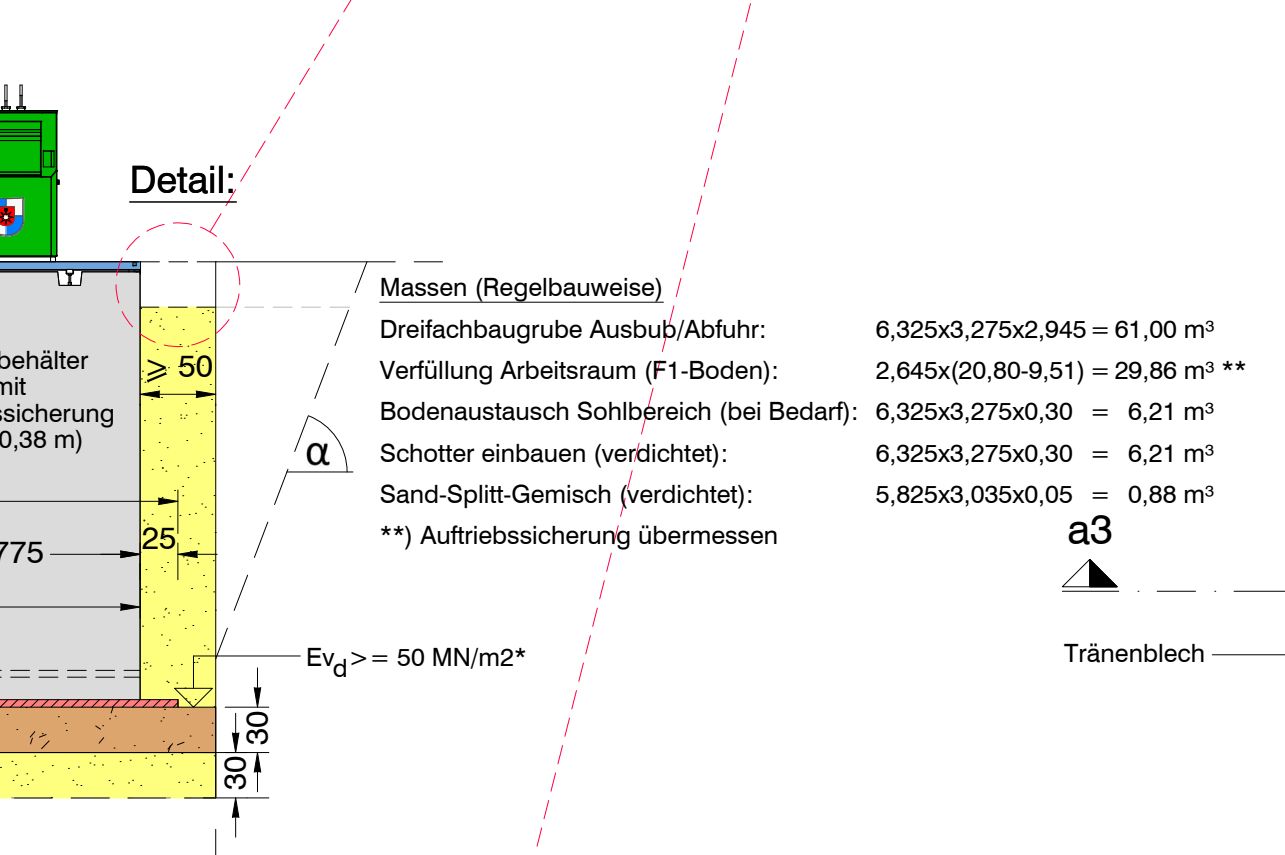 Detail:
Massen (Regelbauweise)
Dreifachbaugrube Ausbub/Abfuhr: 6,325x3,275x2,945 = 61,00 m³
Verfüllung Arbeitsraum (F1-Boden): 2,645x(20,80-9,51) = 29,86 m³ **
Bodenaustausch Sohlbereich (bei Bedarf): 6,325x3,275x0,30 = 6,21 m³
Schotter einbauen (verdichtet): 6,325x3,275x0,30 = 6,21 m³
Sand-Splitt-Gemisch (verdichtet): 5,825x3,035x0,05 = 0,88 m³
**) Auftriebssicherung übermessen
behälter
mit
ssicherung
0,38 m)
⩾ 50
α
25
775
a3
Tränenblech
Evd >= 50 MN/m2*
30
30